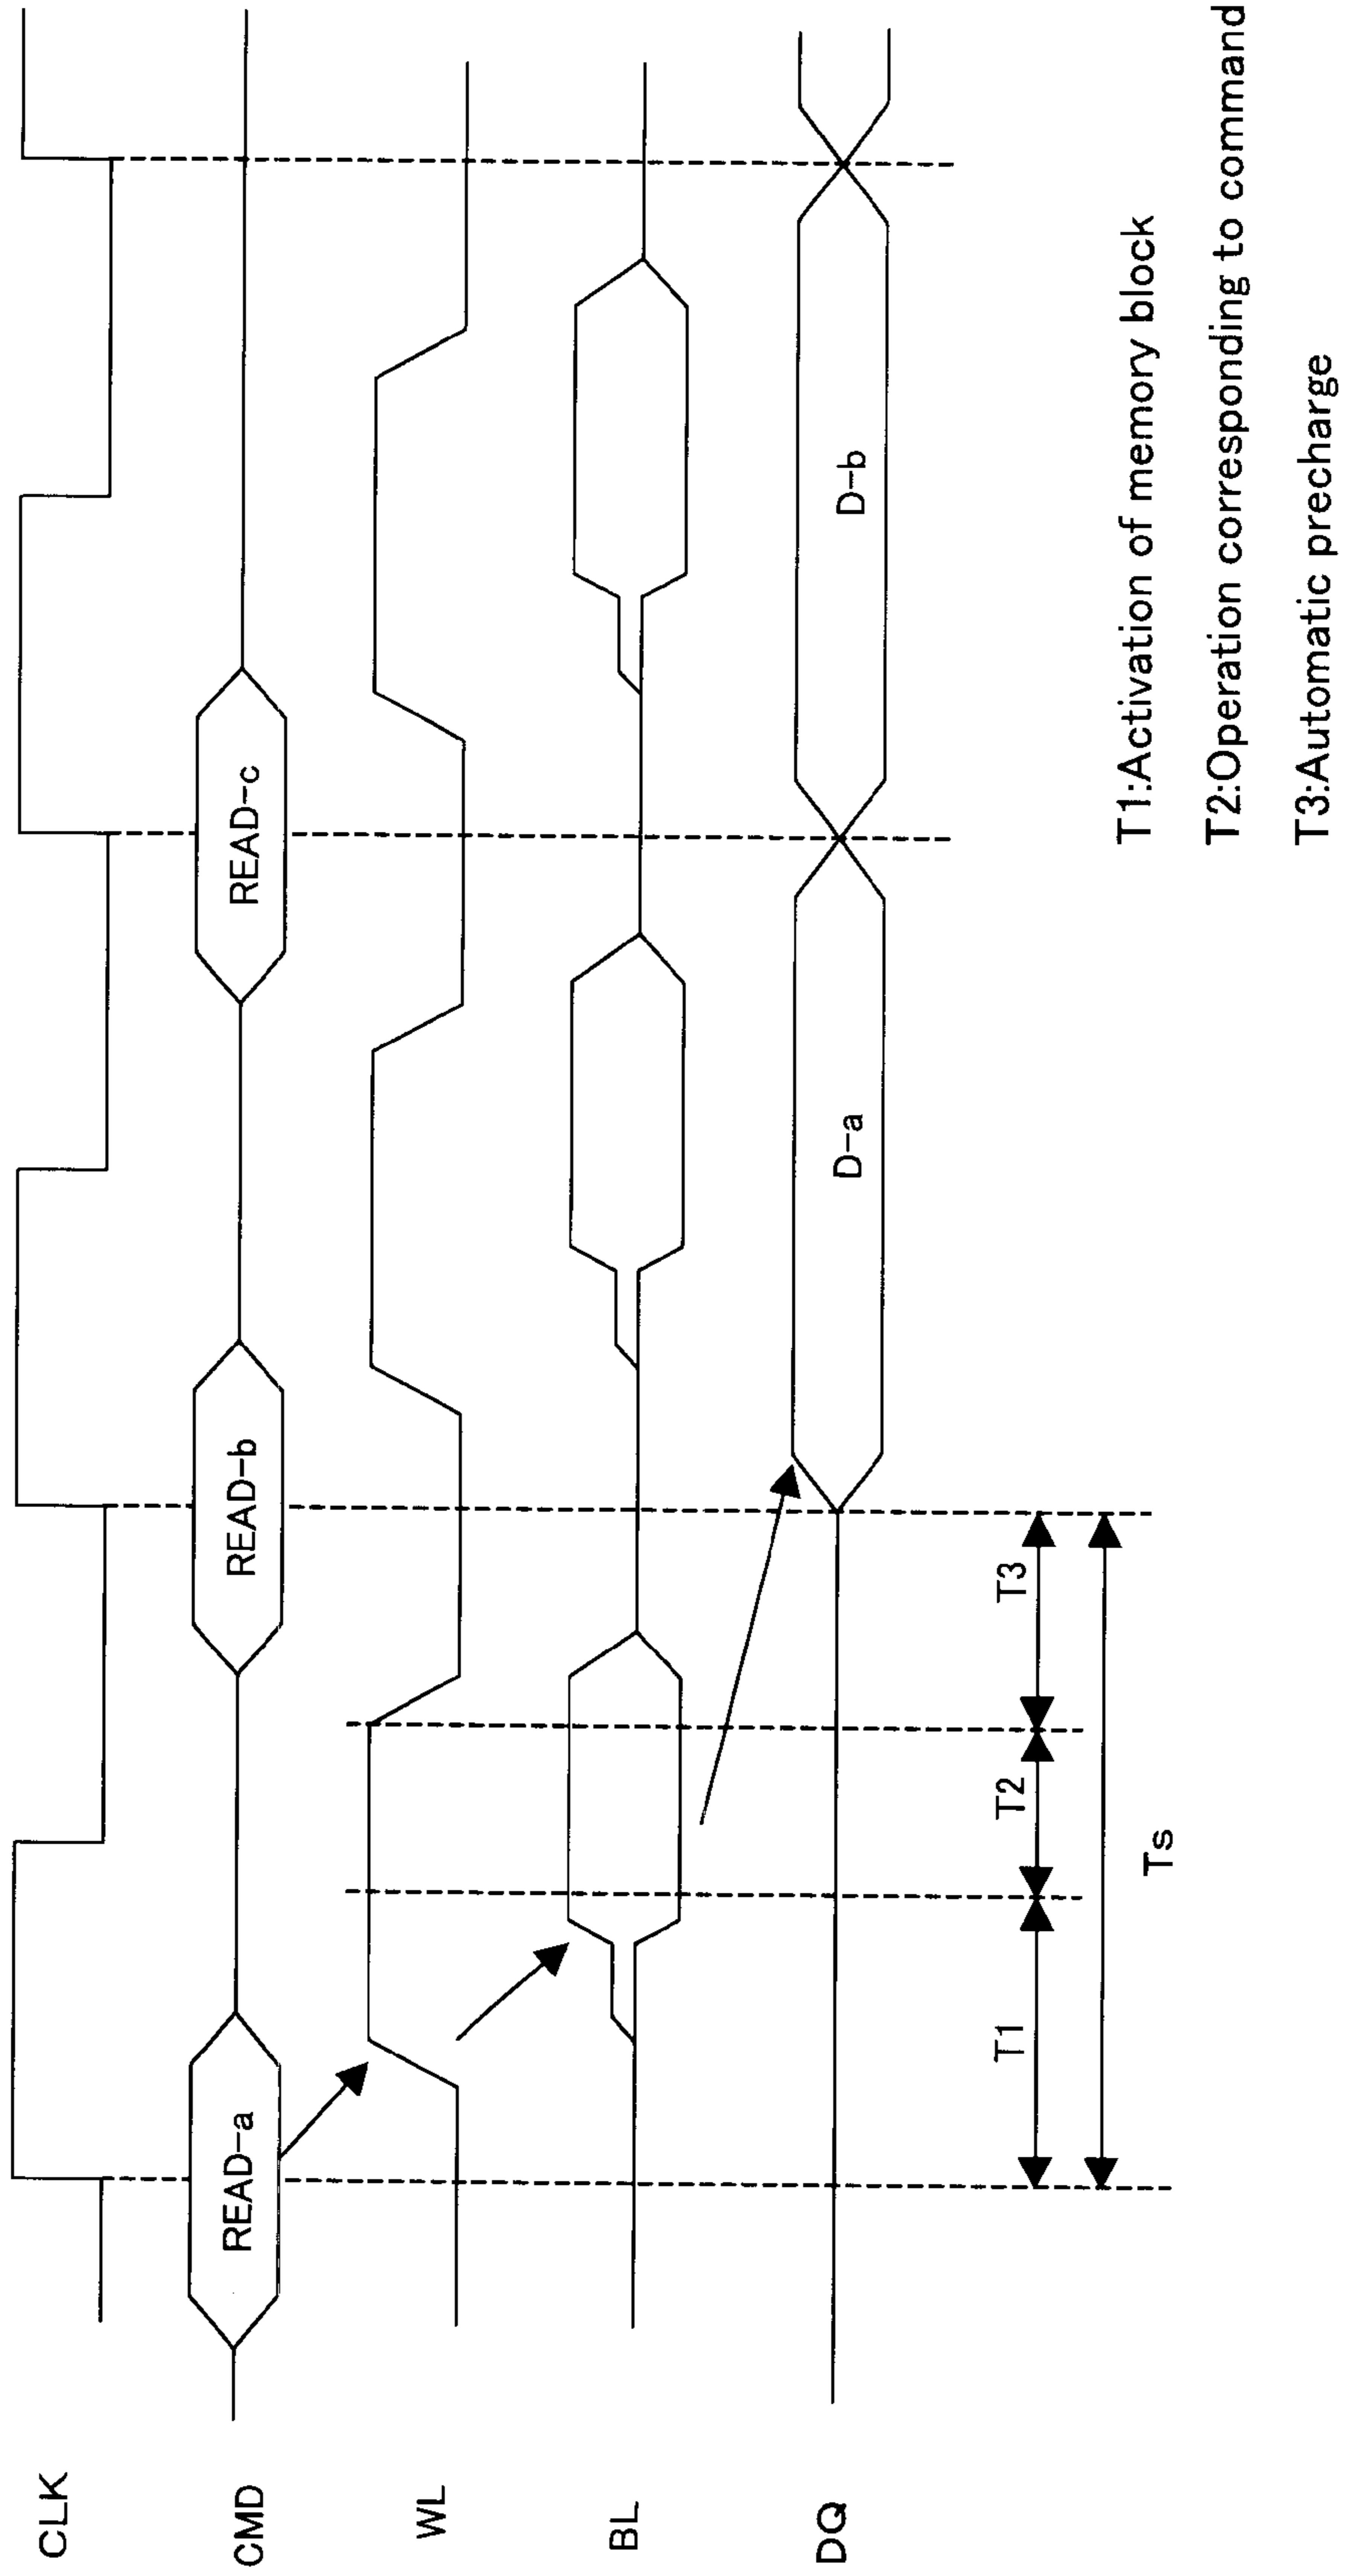 CLK
CMD
READ-a
READ-b
READ-c
WL
BL
DQ
D-a
D-b
T1
T2
T3
Ts
T1:Activation of memory block
T2:Operation corresponding to command
T3:Automatic precharge